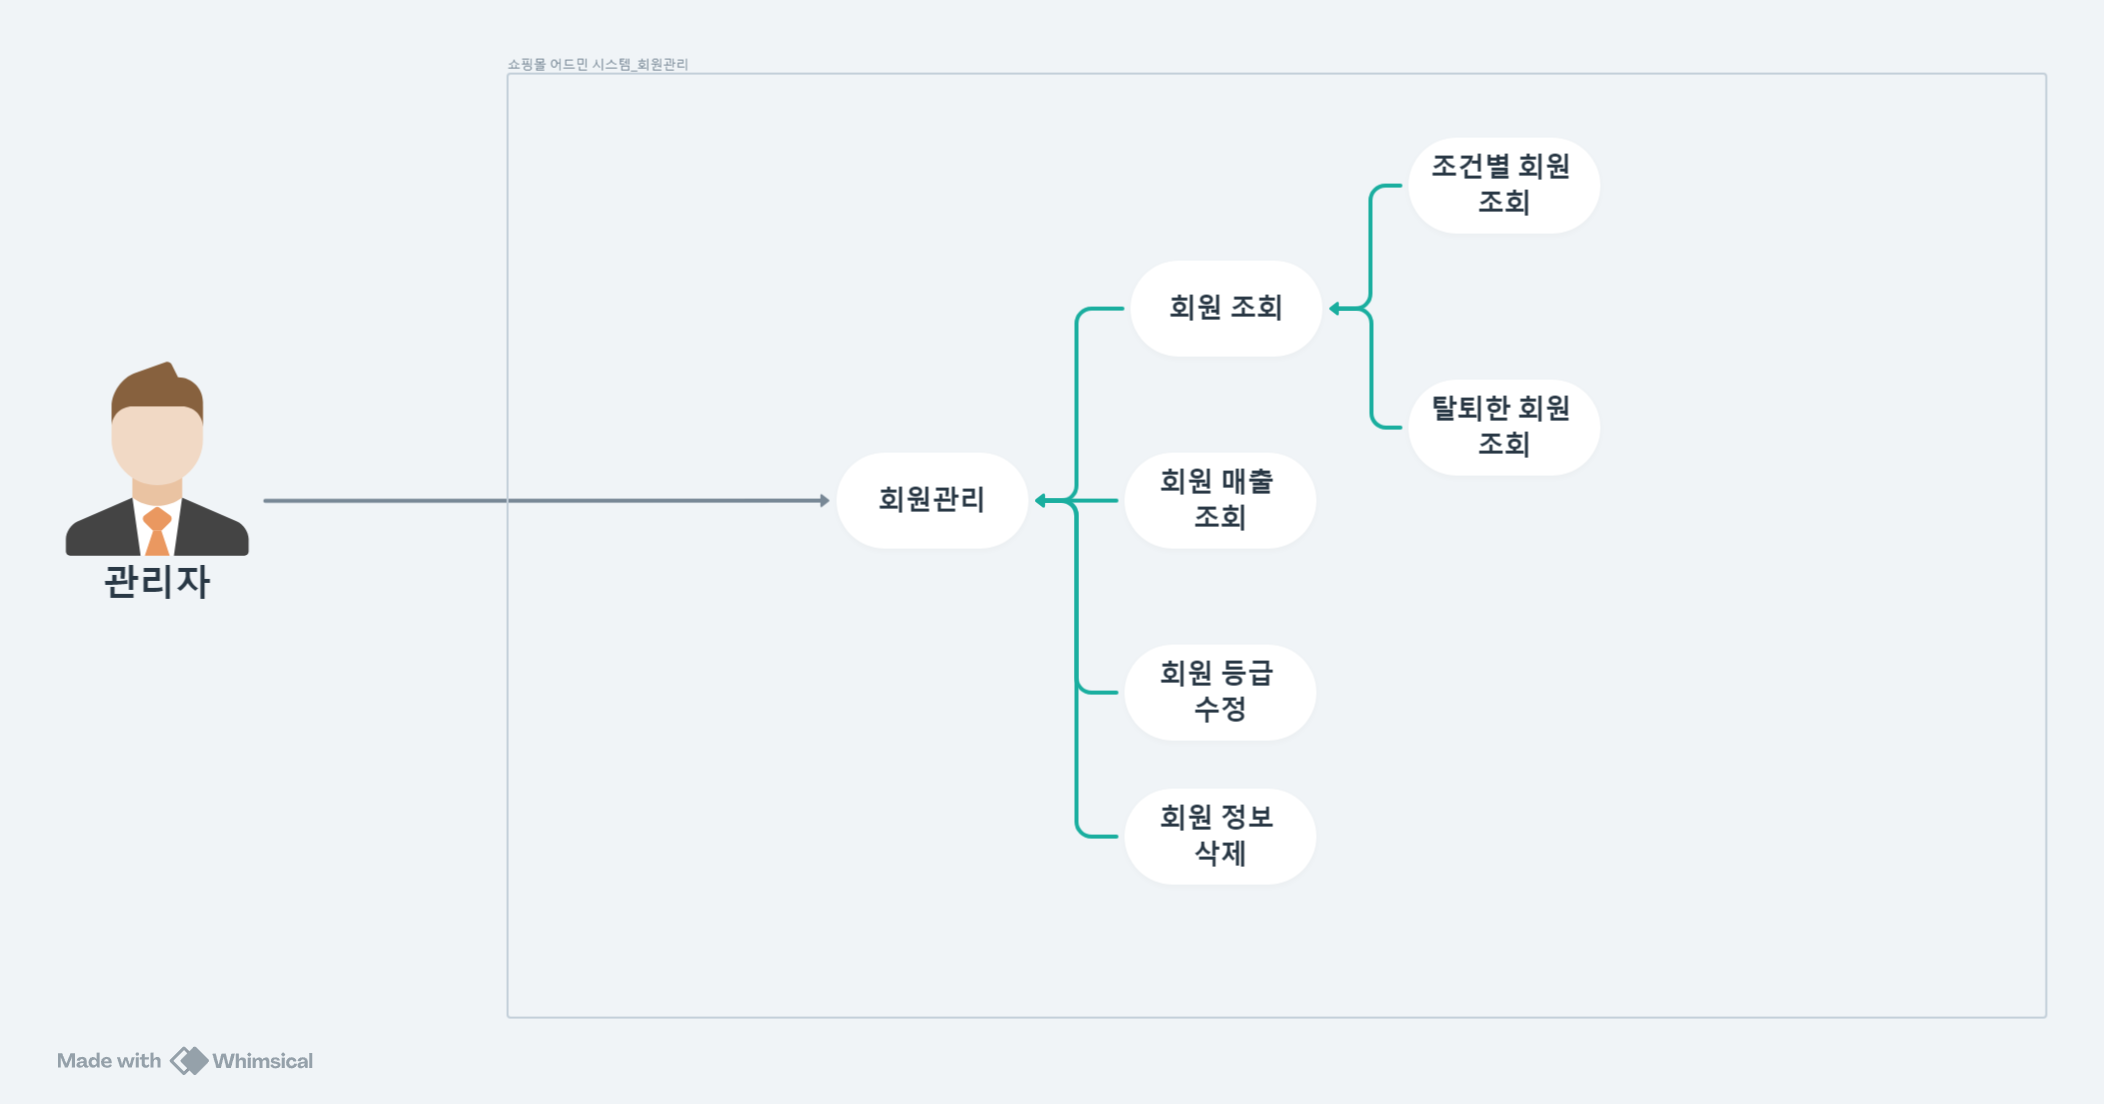 쇼핑몰 어드민 시스템_회원관리
조건별 회원
조회
회원 조회
탈퇴한 회원
조회
관리자
회원관리
회원 매출
조회
회원 등급
수정
회원 정보
삭제
Made with Whimsical